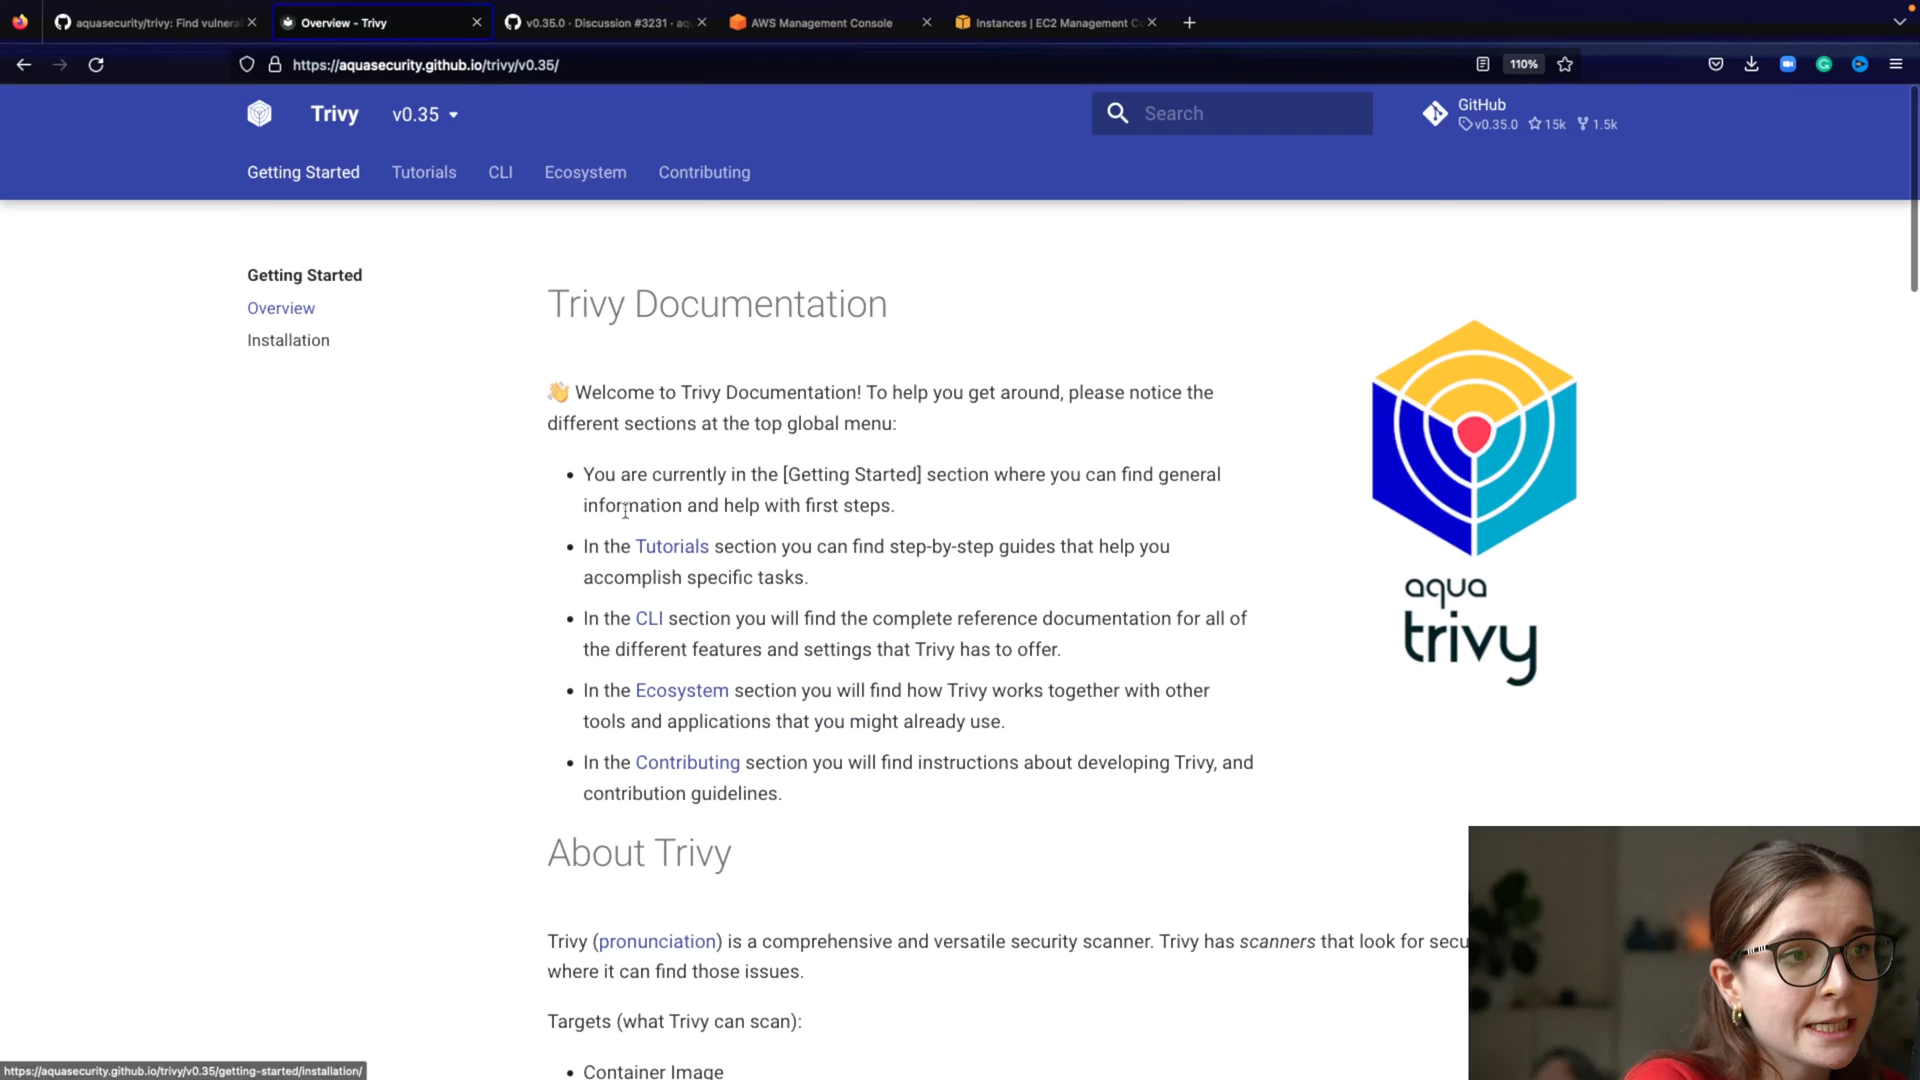 aquasecurity/trivy: Find vulnera
Overview - Trivy
v0.35.0 · Discussion #3231 · aq
AWS Management Console
Instances | EC2 Management C
https://aquasecurity.github.io/trivy/v0.35/
110%
Trivy
v0.35
Search
GitHub
v0.35.0 15k 1.5k
Getting Started
Tutorials
CLI
Ecosystem
Contributing
Getting Started
Overview
Installation
Trivy Documentation
👋 Welcome to Trivy Documentation! To help you get around, please notice the
different sections at the top global menu:
• You are currently in the [Getting Started] section where you can find general
information and help with first steps.
• In the Tutorials section you can find step-by-step guides that help you
accomplish specific tasks.
• In the CLI section you will find the complete reference documentation for all of
the different features and settings that Trivy has to offer.
• In the Ecosystem section you will find how Trivy works together with other
tools and applications that you might already use.
• In the Contributing section you will find instructions about developing Trivy, and
contribution guidelines.
aqua
trivy
About Trivy
Trivy (pronunciation) is a comprehensive and versatile security scanner. Trivy has scanners that look for secu
where it can find those issues.
Targets (what Trivy can scan):
• Container Image
https://aquasecurity.github.io/trivy/v0.35/getting-started/installation/